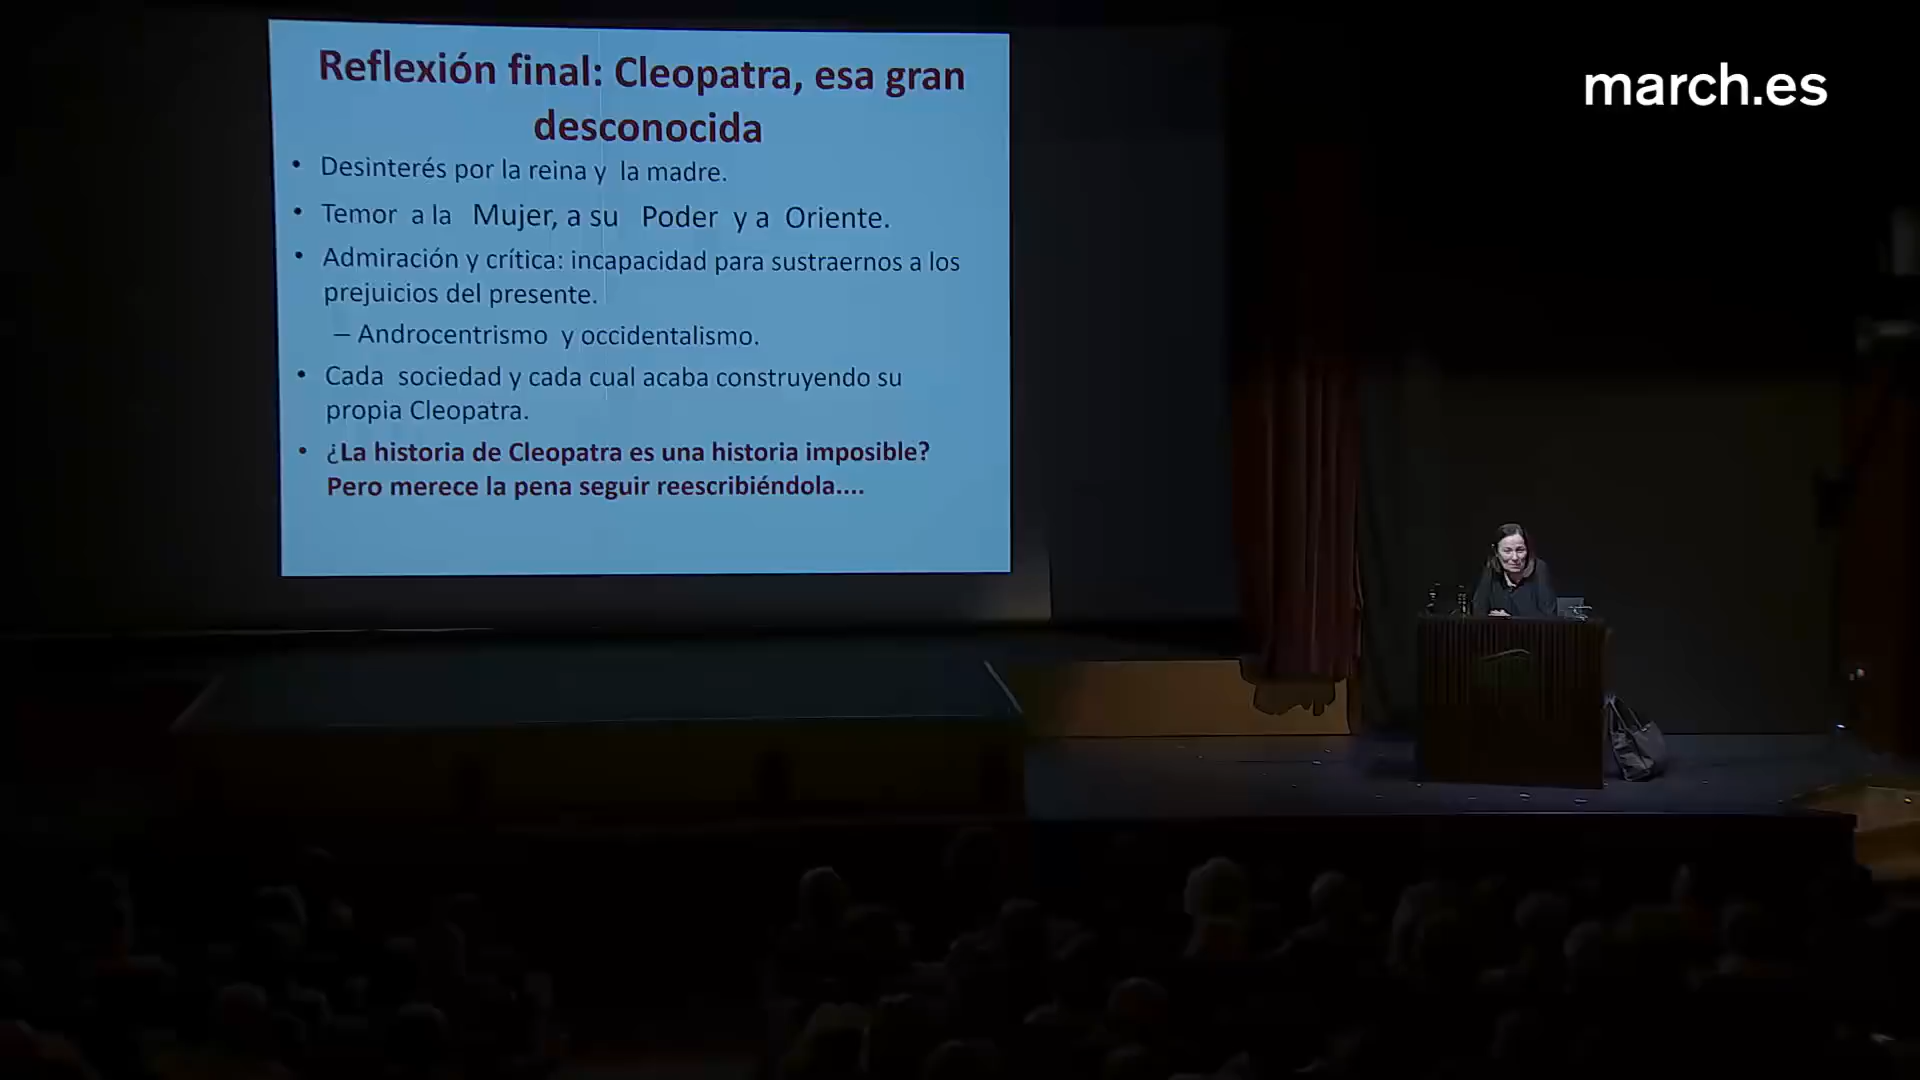 Reflexión final: Cleopatra, esa gran
desconocida
• Desinterés por la reina y la madre.
• Temor a la Mujer, a su Poder y a Oriente.
• Admiración y crítica: incapacidad para sustraernos a los
prejuicios del presente.
– Androcentrismo y occidentalismo.
• Cada sociedad y cada cual acaba construyendo su
propia Cleopatra.
• ¿La historia de Cleopatra es una historia imposible?
Pero merece la pena seguir reescribiéndola....
march.es